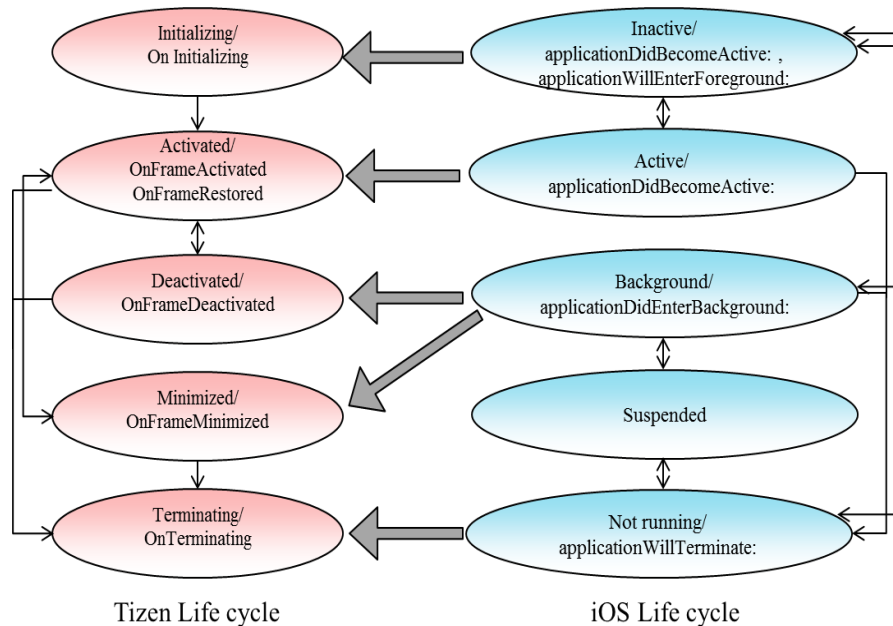 Initializing/
On Initializing
Activated/
OnFrameActivated
OnFrameRestored
Deactivated/
OnFrameDeactivated
Minimized/
OnFrameMinimized
Terminating/
OnTerminating
Tizen Life cycle
Inactive/
applicationDidBecomeActive: ,
applicationWillEnterForeground:
Active/
applicationDidBecomeActive:
Background/
applicationDidEnterBackground:
Suspended
Not running/
applicationWillTerminate:
iOS Life cycle